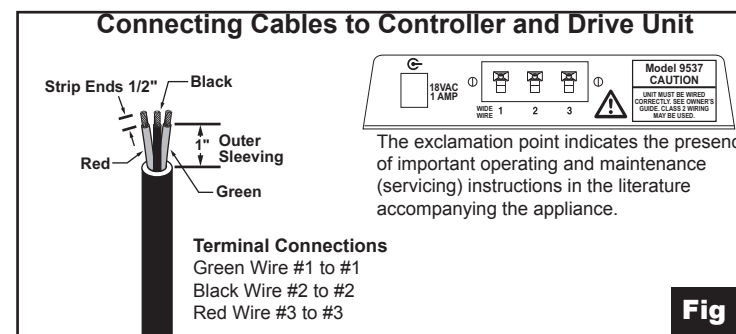 Connecting Cables to Controller and Drive Unit
Strip Ends 1/2"
Black
1" Outer
Sleeving
Red
Green
18VAC
1 AMP
WIDE
WIRE 1 2 3
Model 9537
CAUTION
UNIT MUST BE WIRED
CORRECTLY. SEE OWNER'S
GUIDE. CLASS 2 WIRING
MAY BE USED.
The exclamation point indicates the presenc
of important operating and maintenance
(servicing) instructions in the literature
accompanying the appliance.
Terminal Connections
Green Wire #1 to #1
Black Wire #2 to #2
Red Wire #3 to #3
Fig